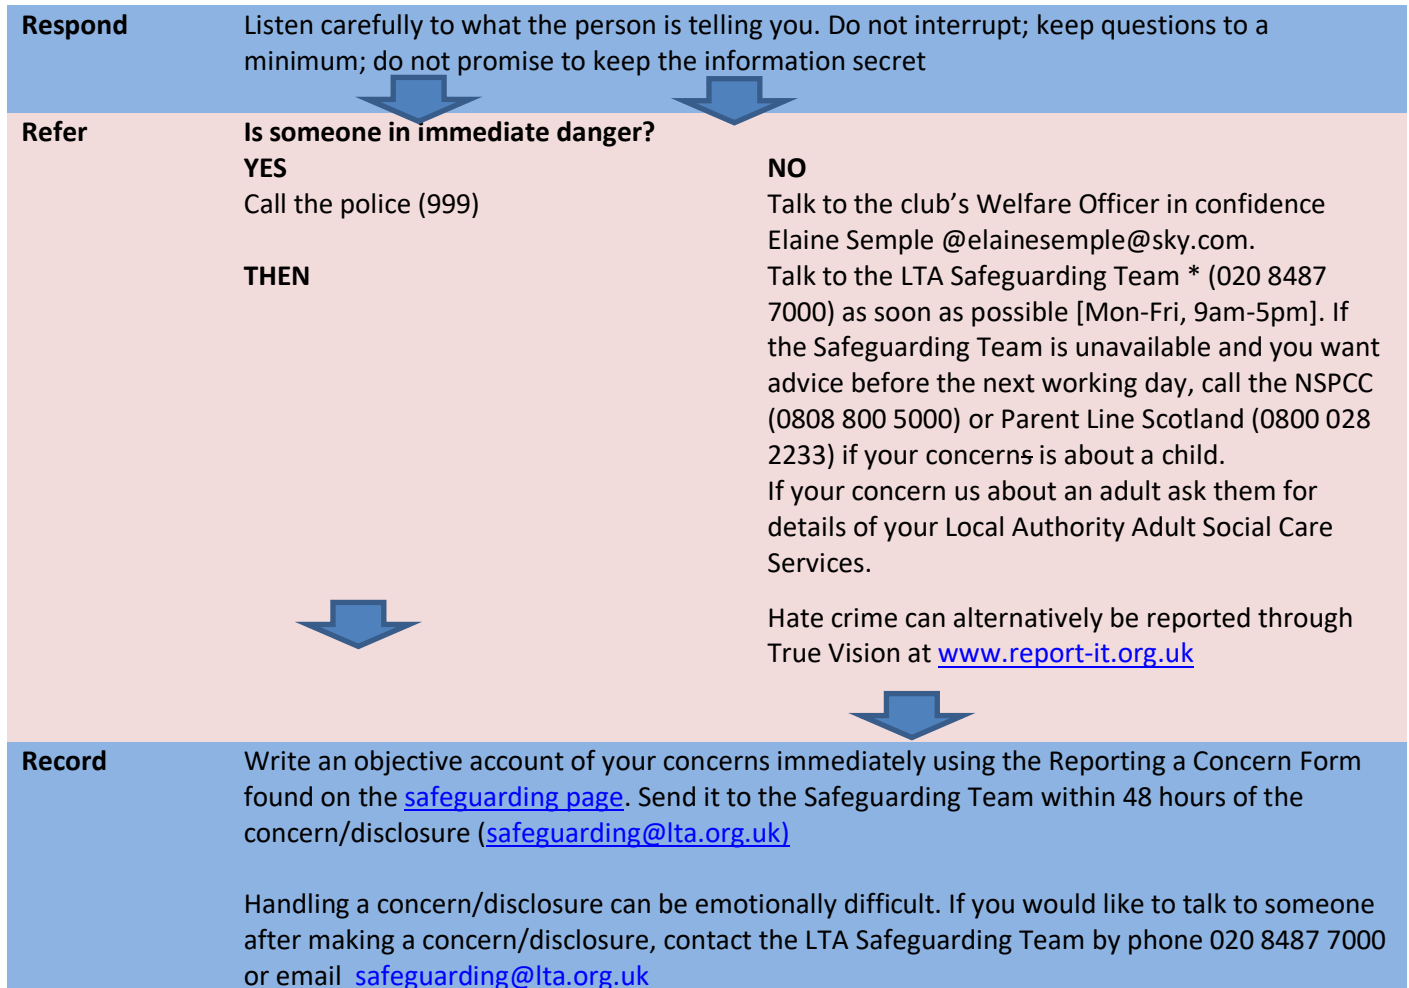 Respond
Listen carefully to what the person is telling you. Do not interrupt; keep questions to a
minimum; do not promise to keep the information secret
Refer
Is someone in immediate danger?
YES
Call the police (999)
THEN
NO
Talk to the club’s Welfare Officer in confidence
Elaine Semple @elainesemple@sky.com.
Talk to the LTA Safeguarding Team * (020 8487
7000) as soon as possible [Mon-Fri, 9am-5pm]. If
the Safeguarding Team is unavailable and you want
advice before the next working day, call the NSPCC
(0808 800 5000) or Parent Line Scotland (0800 028
2233) if your concerns is about a child.
If your concern us about an adult ask them for
details of your Local Authority Adult Social Care
Services.
Hate crime can alternatively be reported through
True Vision at www.report-it.org.uk
Record
Write an objective account of your concerns immediately using the Reporting a Concern Form
found on the safeguarding page. Send it to the Safeguarding Team within 48 hours of the
concern/disclosure (safeguarding@lta.org.uk)
Handling a concern/disclosure can be emotionally difficult. If you would like to talk to someone
after making a concern/disclosure, contact the LTA Safeguarding Team by phone 020 8487 7000
or email safeguarding@lta.org.uk